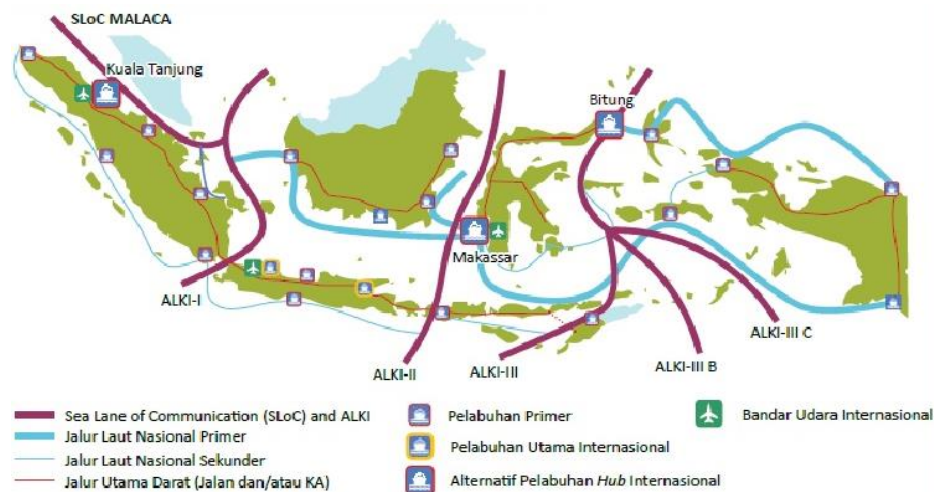 SLoC MALACA
Kuala Tanjung
Bitung
Makassar
ALKI-I
ALKI-II
ALKI-III
ALKI-III B
ALKI-III C
Sea Lane of Communication (SLoC) and ALKI
Jalur Laut Nasional Primer
Jalur Laut Nasional Sekunder
Jalur Utama Darat (Jalan dan/atau KA)
Pelabuhan Primer
Pelabuhan Utama Internasional
Alternatif Pelabuhan Hub Internasional
Bandar Udara Internasional